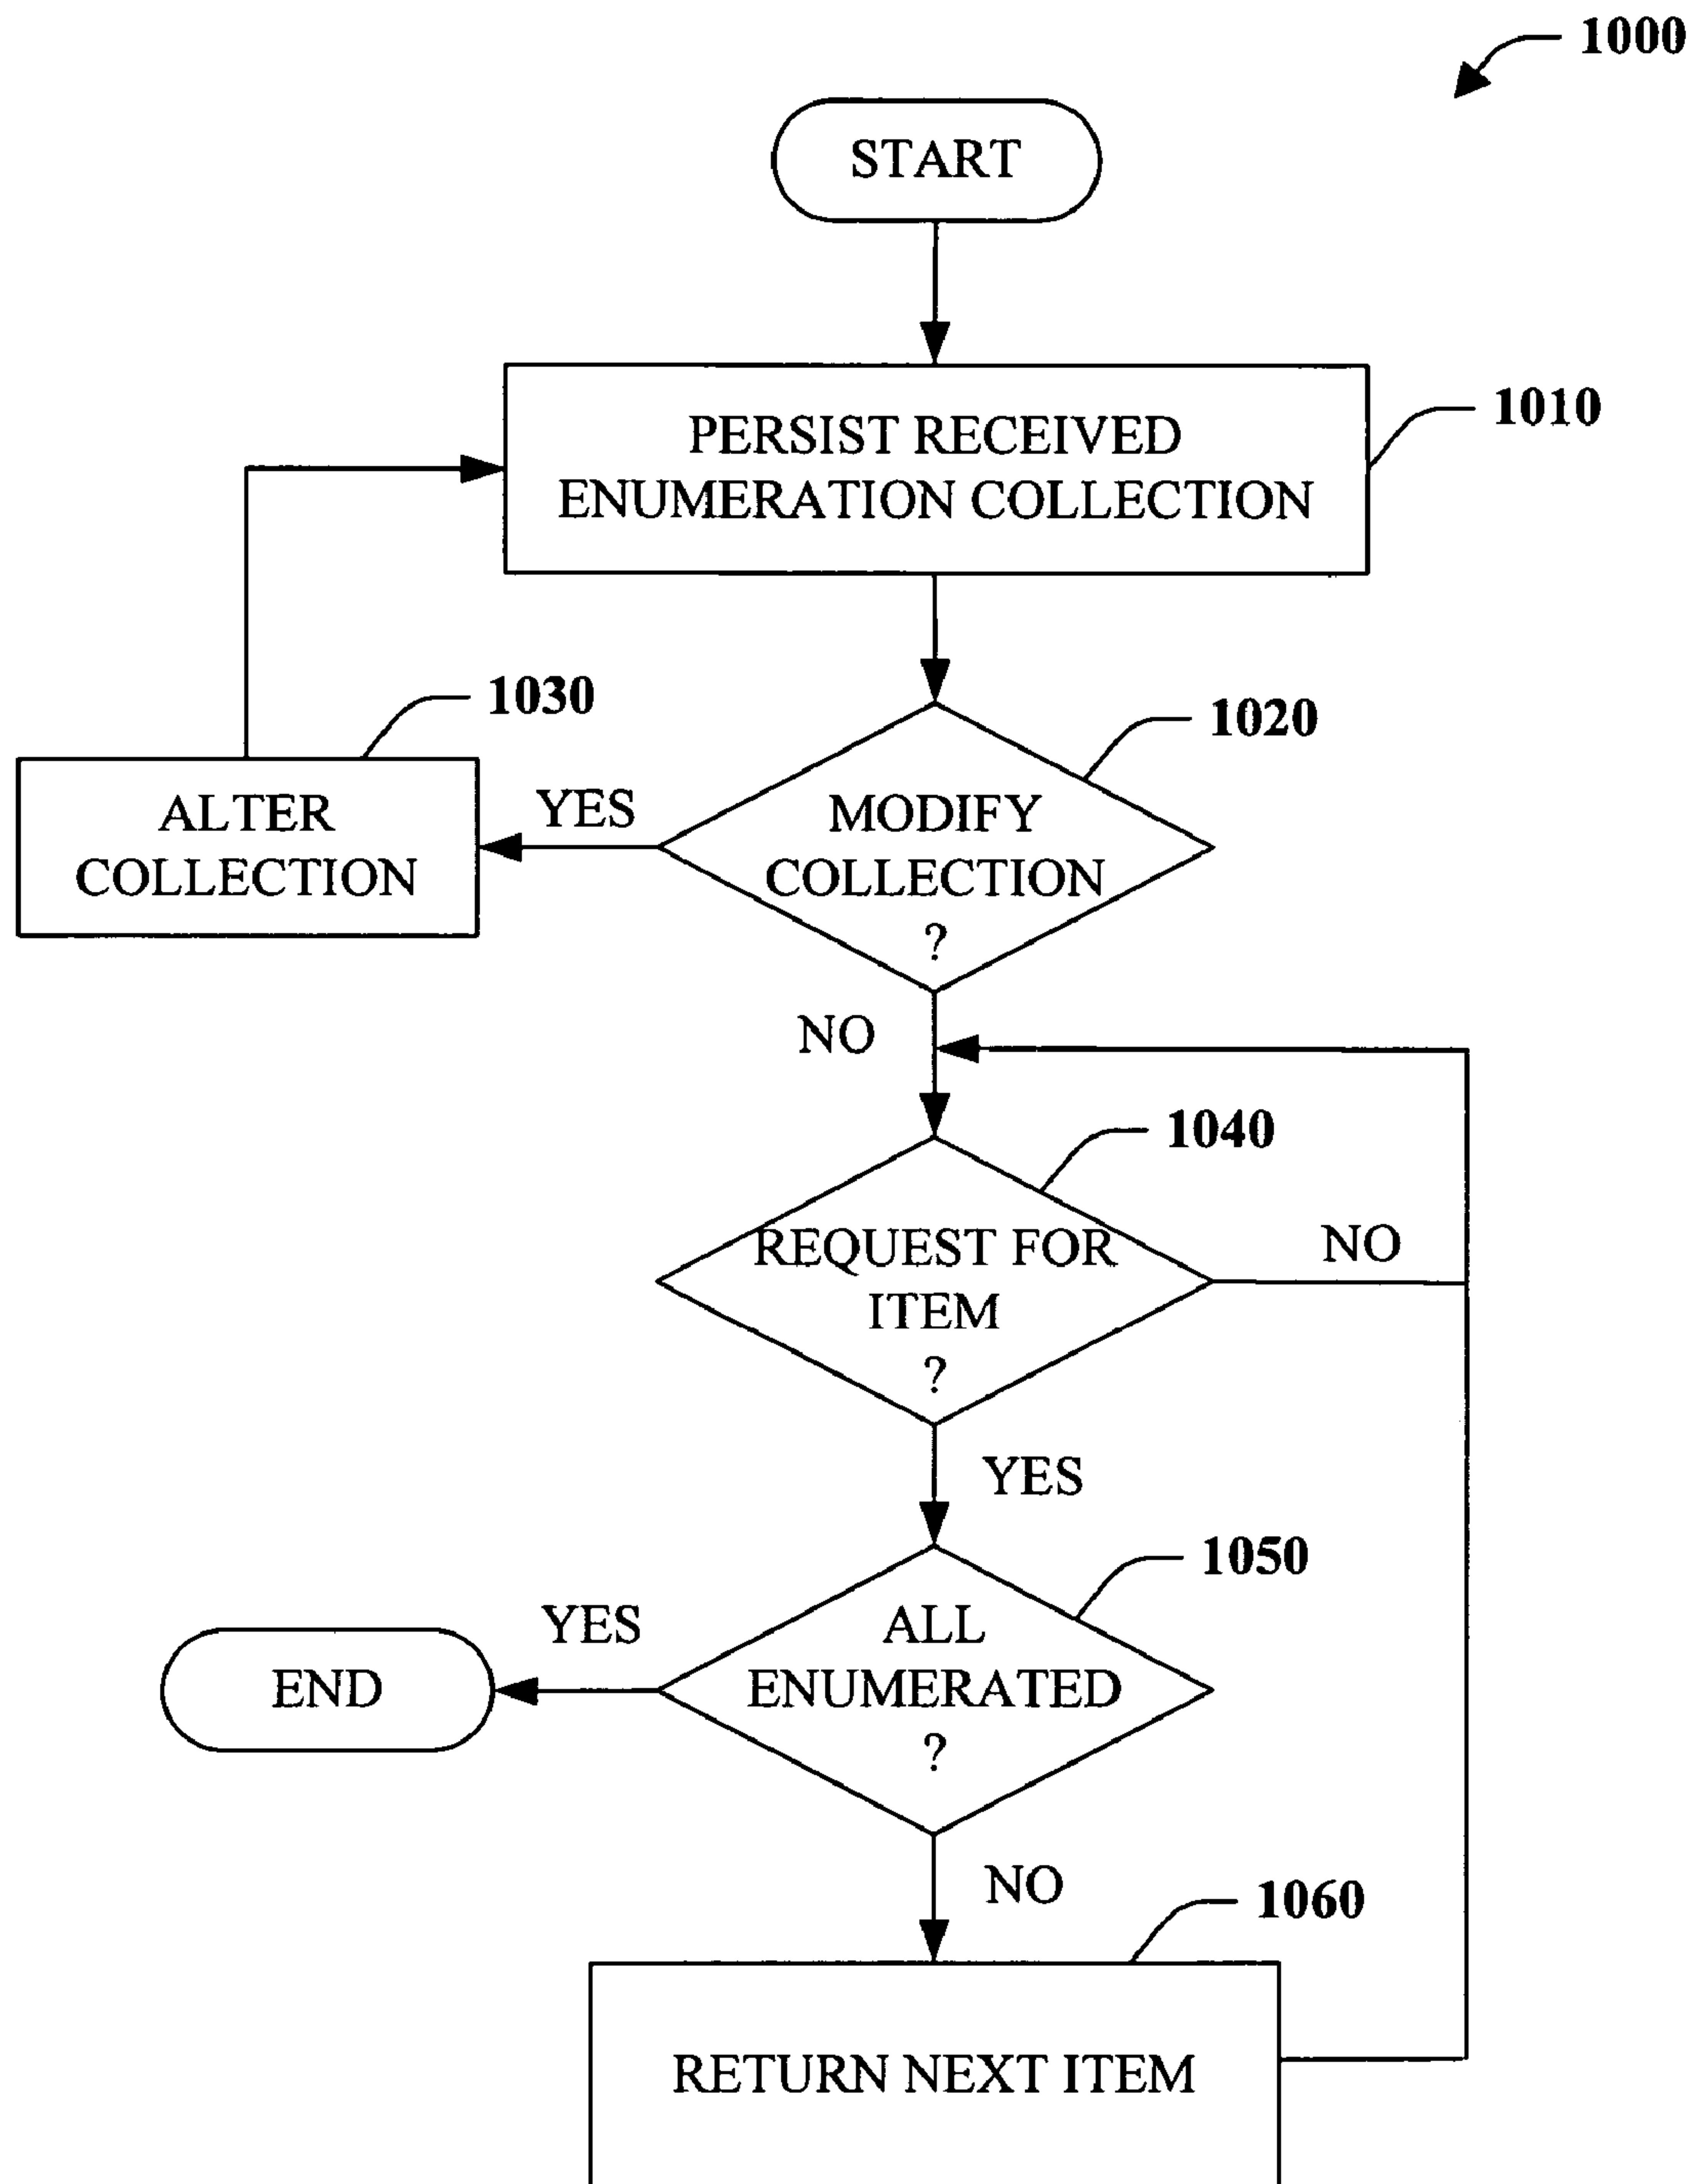 1000
START
PERSIST RECEIVED
ENUMERATION COLLECTION
1010
1030
1020
ALTER
COLLECTION
YES
MODIFY
COLLECTION
?
NO
1040
REQUEST FOR
ITEM
?
NO
YES
1050
YES
ALL
ENUMERATED
?
END
NO
1060
RETURN NEXT ITEM